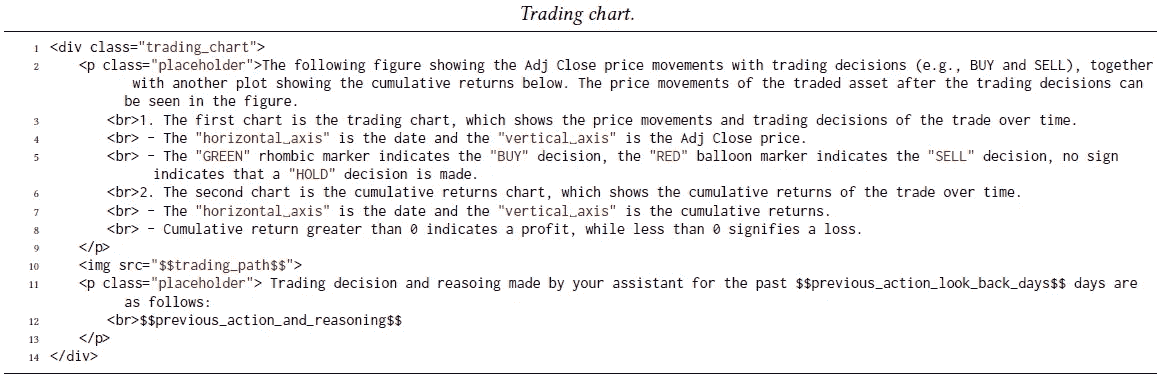 Trading chart.
1 <div class="trading_chart">
2 <p class="placeholder">The following figure showing the Adj Close price movements with trading decisions (e.g., BUY and SELL), together
with another plot showing the cumulative returns below. The price movements of the traded asset after the trading decisions can
be seen in the figure.
3 <br>1. The first chart is the trading chart, which shows the price movements and trading decisions of the trade over time.
4 <br> - The "horizontal_axis" is the date and the "vertical_axis" is the Adj Close price.
5 <br> - The "GREEN" rhombic marker indicates the "BUY" decision, the "RED" balloon marker indicates the "SELL" decision, no sign
indicates that a "HOLD" decision is made.
6 <br>2. The second chart is the cumulative returns chart, which shows the cumulative returns of the trade over time.
7 <br> - The "horizontal_axis" is the date and the "vertical_axis" is the cumulative returns.
8 <br> - Cumulative return greater than 0 indicates a profit, while less than 0 signifies a loss.
9 </p>
10 <img src="$$trading_path$$">
11 <p class="placeholder"> Trading decision and reasoing made by your assistant for the past $$previous_action_look_back_days$$ days are
as follows:
12 <br>$$previous_action_and_reasoning$$
13 </p>
14 </div>